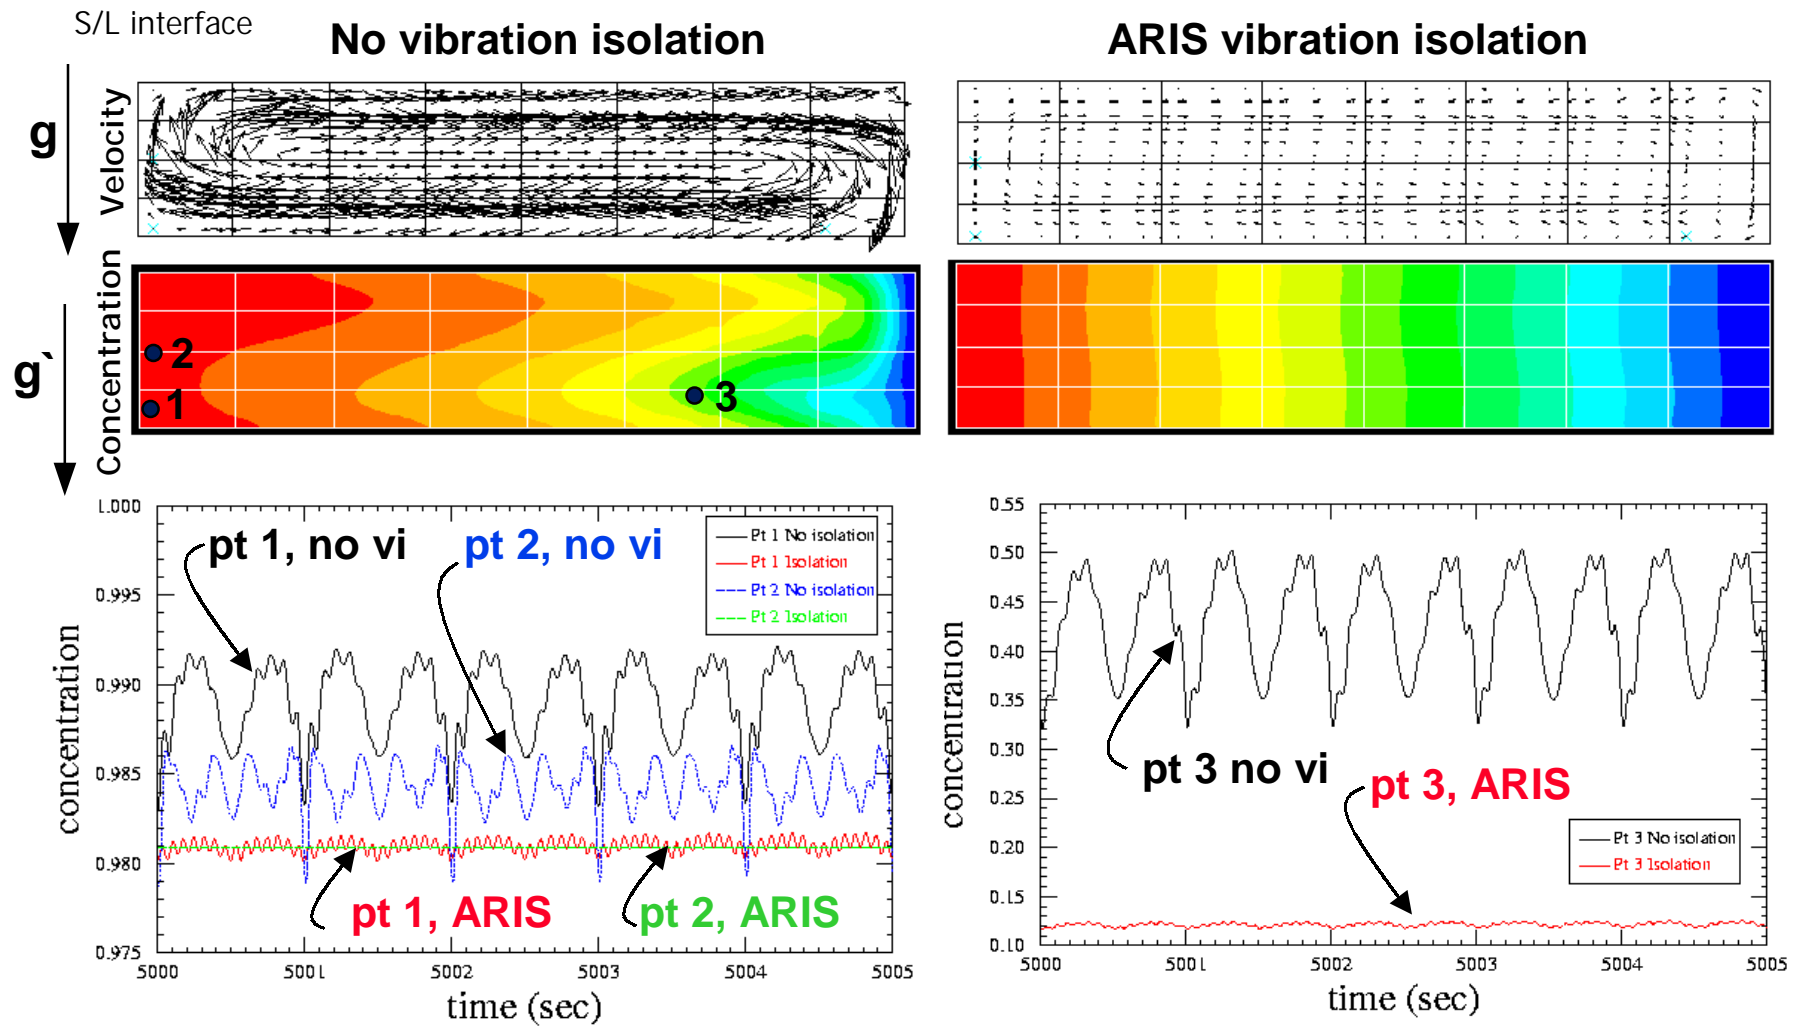 S/L interface
No vibration isolation
ARIS vibration isolation
g
Velocity
g`
Concentration
2
1
3
1.000
0.995
0.990
0.985
0.980
0.975
concentration
pt 1, no vi
pt 2, no vi
Pt 1 No isolation
Pt 1 Isolation
Pt 2 No isolation
Pt 2 Isolation
pt 1, ARIS
pt 2, ARIS
5000
5001
5002
5003
5004
5005
time (sec)
0.55
0.50
0.45
0.40
0.35
0.30
0.25
0.20
0.15
0.10
concentration
pt 3 no vi
pt 3, ARIS
Pt 3 No isolation
Pt 3 Isolation
5000
5001
5002
5003
5004
5005
time (sec)